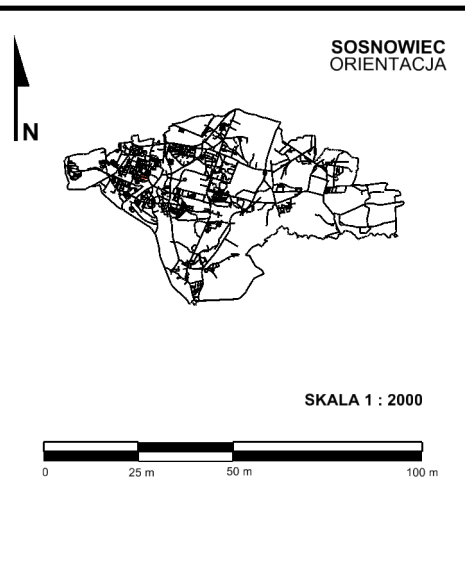 SOSNOWIEC
ORIENTACJA
N
SKALA 1 : 2000
0 25 m 50 m 100 m